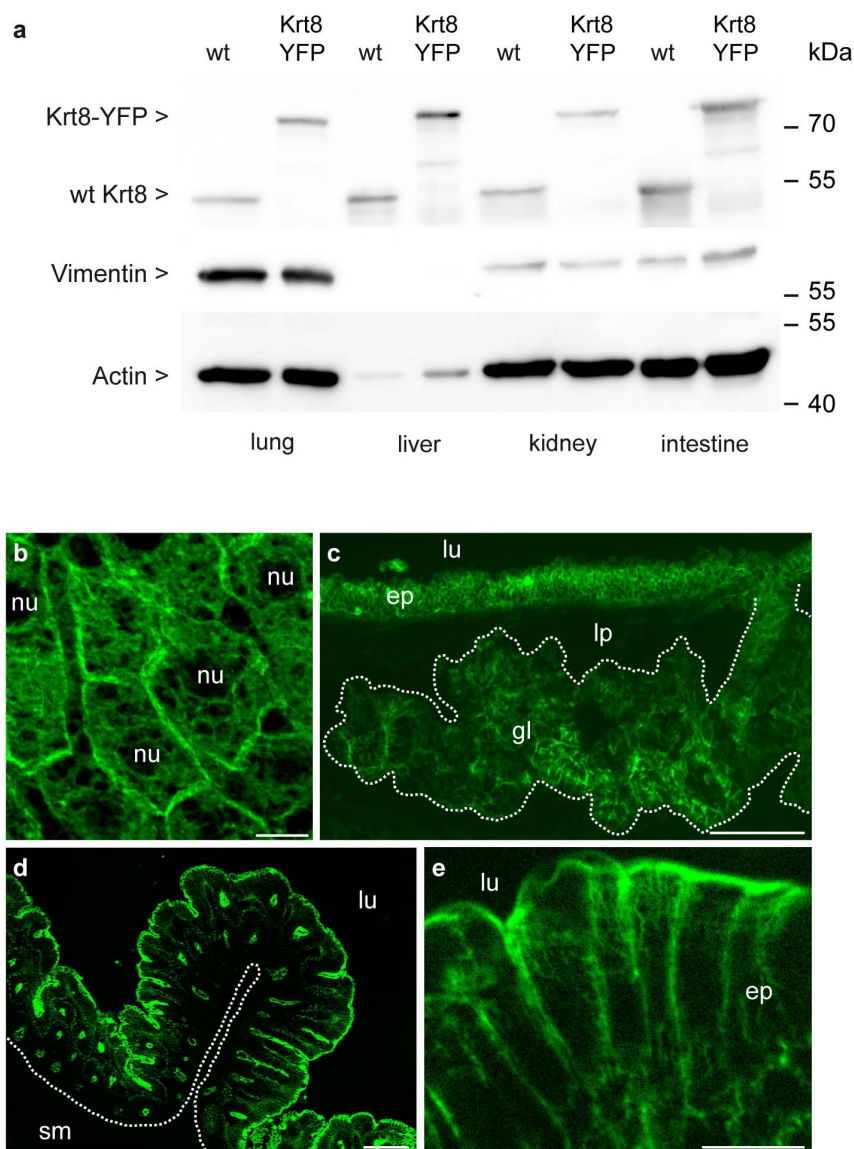 a
wt Krt8 YFP wt Krt8 YFP wt Krt8 YFP wt Krt8 YFP kDa
Krt8-YFP >
– 70
– 55
wt Krt8 >
Vimentin >
– 55
– 55
Actin >
– 40
lung liver kidney intestine
b
nu
nu
nu
nu
c
lu
ep
lp
gl
d
lu
sm
e
lu
ep